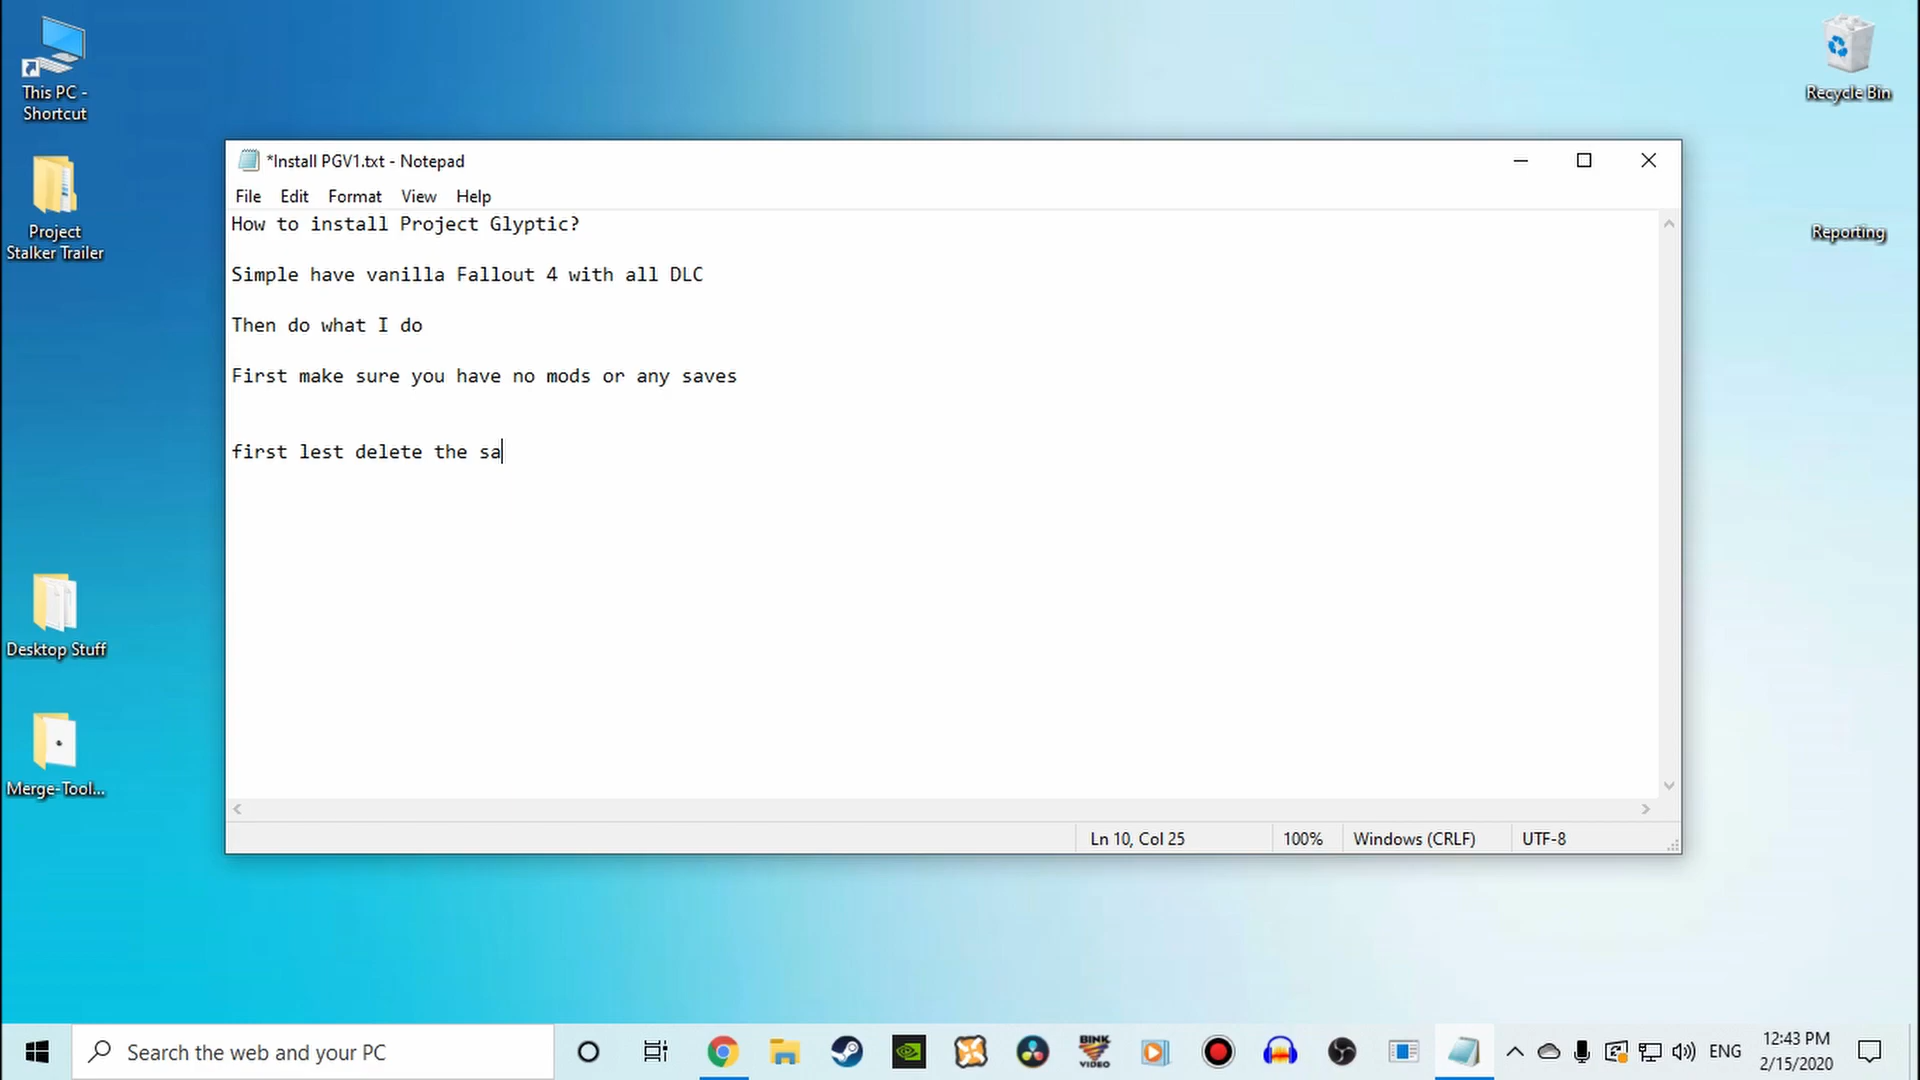 This PC -
Shortcut
Project
Stalker Trailer
Desktop Stuff
Merge-Tool...
Recycle Bin
Reporting
*Install PGV1.txt - Notepad
File Edit Format View Help
How to install Project Glyptic?
Simple have vanilla Fallout 4 with all DLC
Then do what I do
First make sure you have no mods or any saves
first lest delete the sa
Ln 10, Col 25 100% Windows (CRLF) UTF-8
Search the web and your PC
BINK
VIDEO
ENG
12:43 PM
2/15/2020